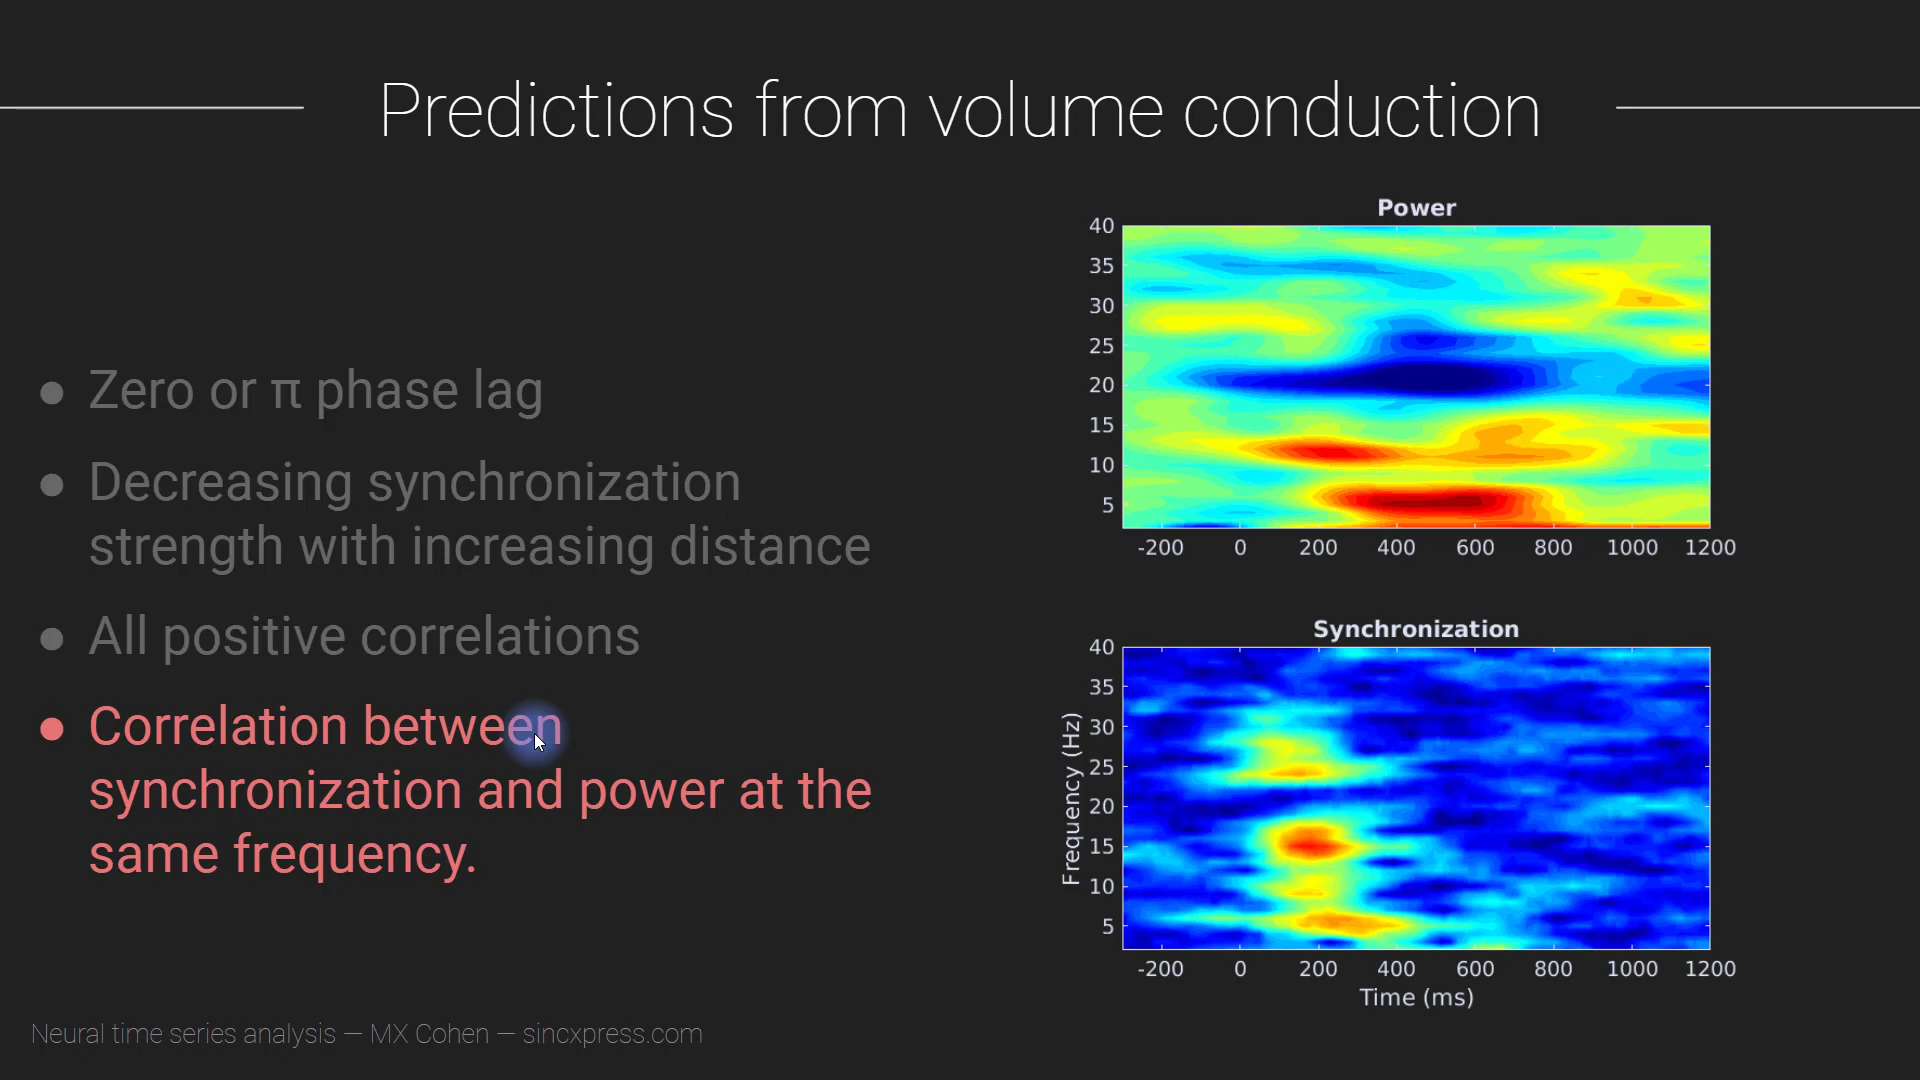 Predictions from volume conduction
● Zero or π phase lag
● Decreasing synchronization
strength with increasing distance
● All positive correlations
● Correlation between
synchronization and power at the
same frequency.
Power
40
35
30
25
20
15
10
5
-200 0 200 400 600 800 1000 1200
Synchronization
40
35
30
25
20
15
10
5
Frequency (Hz)
-200 0 200 400 600 800 1000 1200
Time (ms)
Neural time series analysis — MX Cohen — sincxpress.com